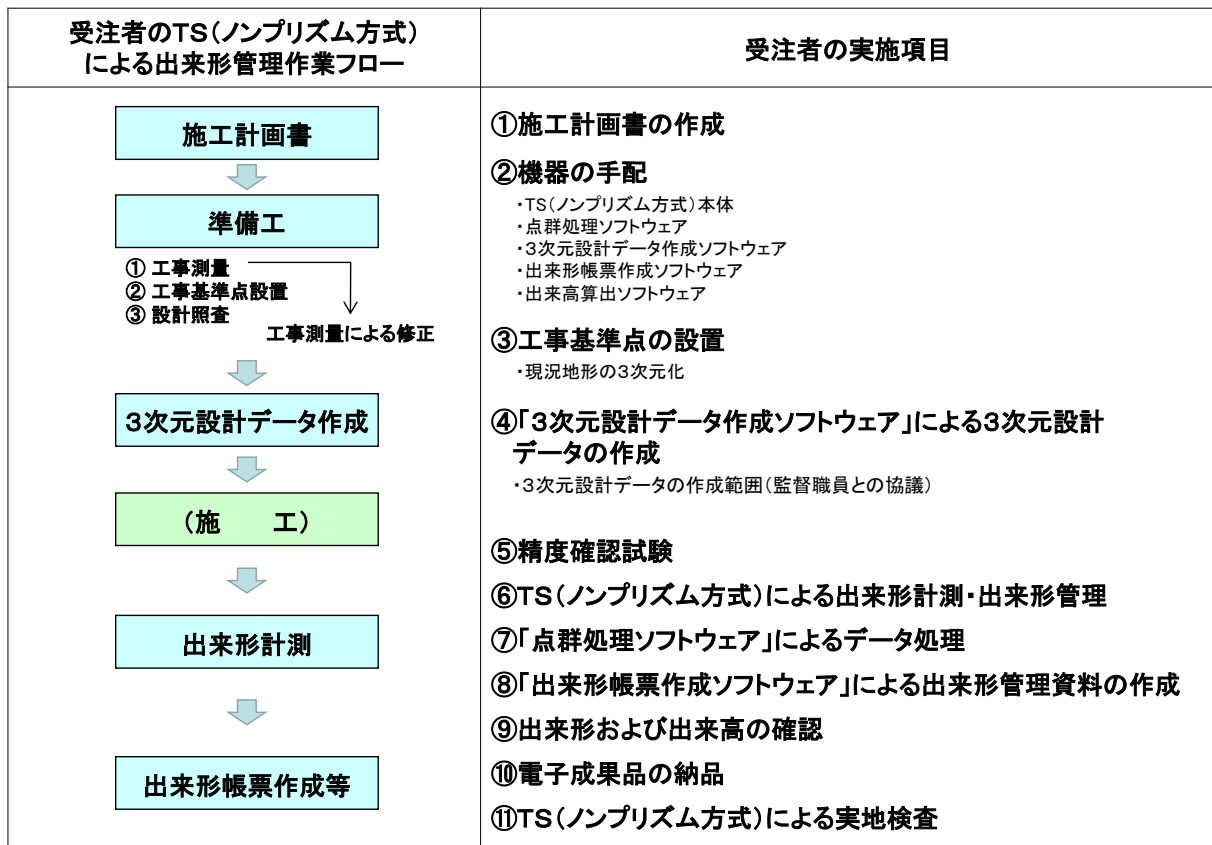 受注者のTS（ノンプリズム方式）
による出来形管理作業フロー
受注者の実施項目
施工計画書
準備工
① 工事測量
② 工事基準点設置
③ 設計照査
工事測量による修正
３次元設計データ作成
（施　　工）
出来形計測
出来形帳票作成等
①施工計画書の作成
②機器の手配
・TS（ノンプリズム方式）本体
・点群処理ソフトウェア
・３次元設計データ作成ソフトウェア
・出来形帳票作成ソフトウェア
・出来高算出ソフトウェア
③工事基準点の設置
・現況地形の３次元化
④「３次元設計データ作成ソフトウェア」による３次元設計
データの作成
・３次元設計データの作成範囲（監督職員との協議）
⑤精度確認試験
⑥TS（ノンプリズム方式）による出来形計測・出来形管理
⑦「点群処理ソフトウェア」によるデータ処理
⑧「出来形帳票作成ソフトウェア」による出来形管理資料の作成
⑨出来形および出来高の確認
⑩電子成果品の納品
⑪TS（ノンプリズム方式）による実地検査